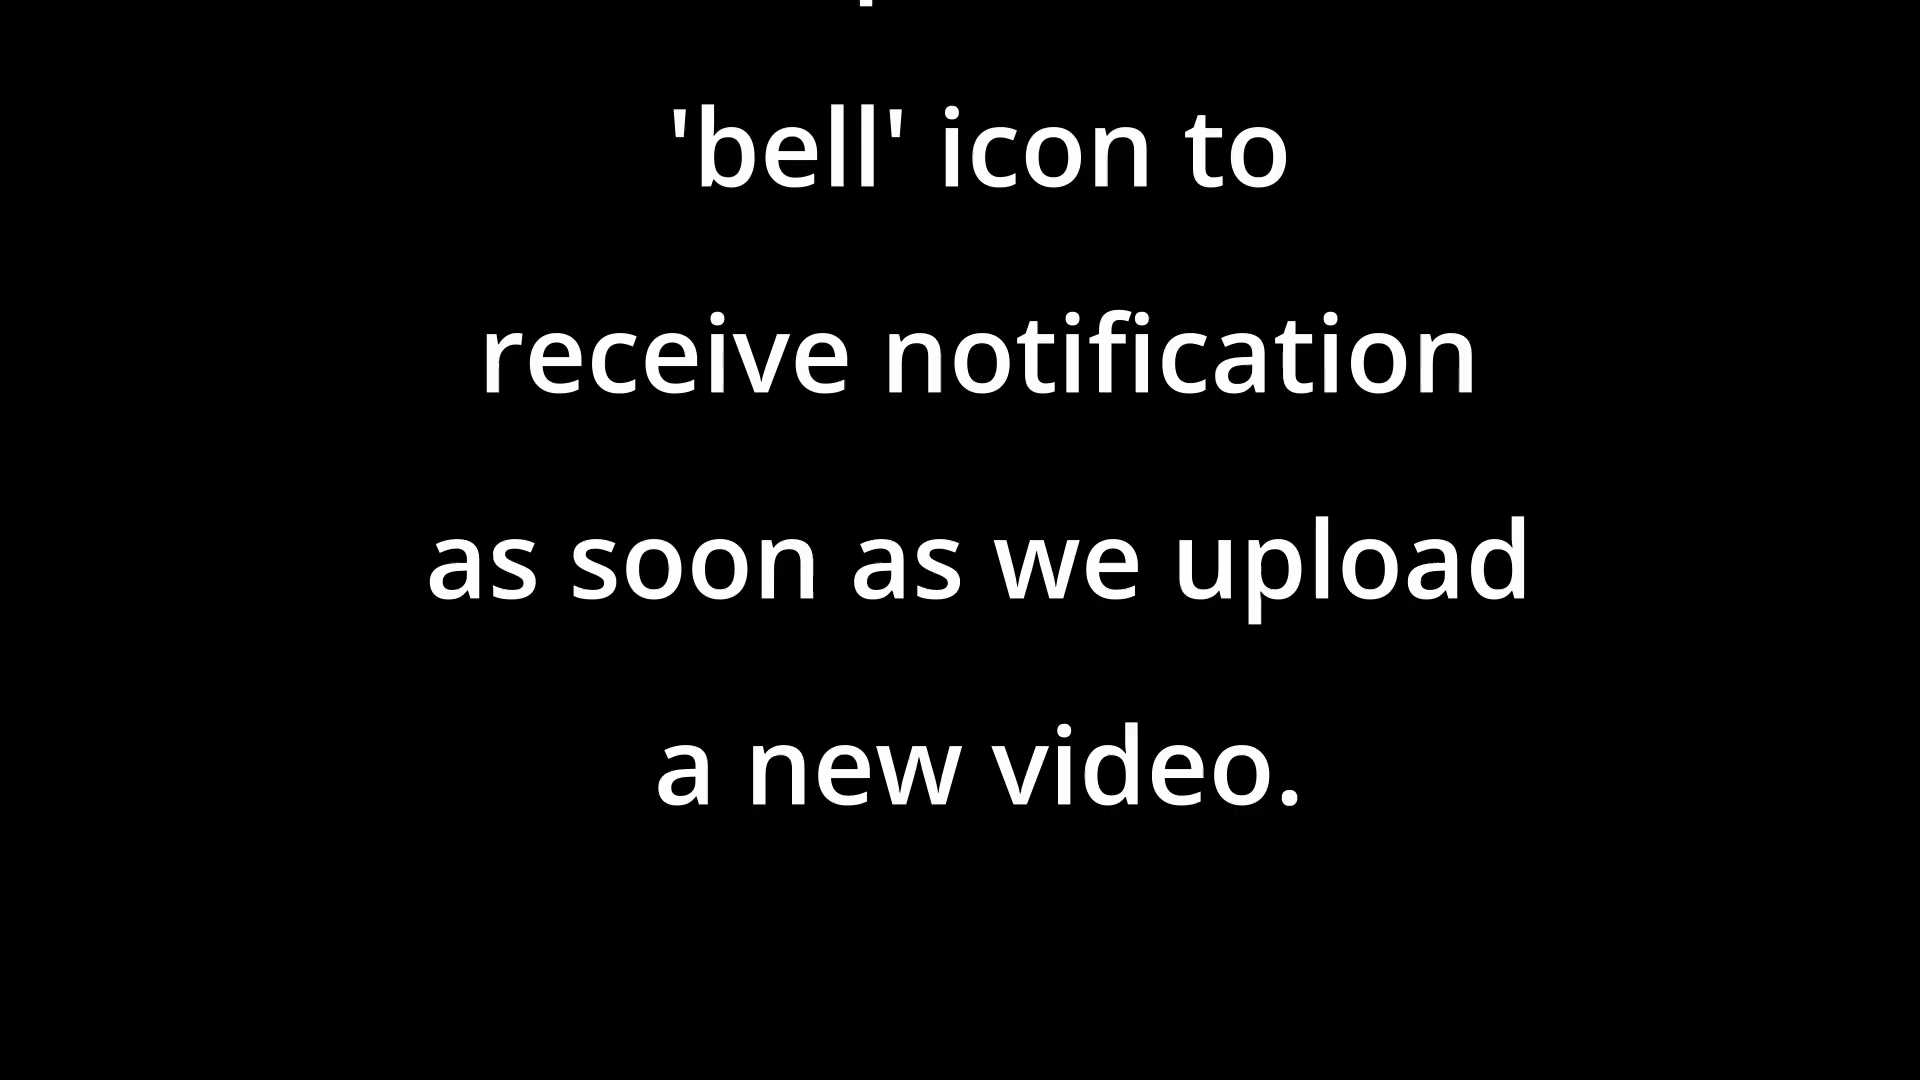 'bell' icon to
receive notification
as soon as we upload
a new video.